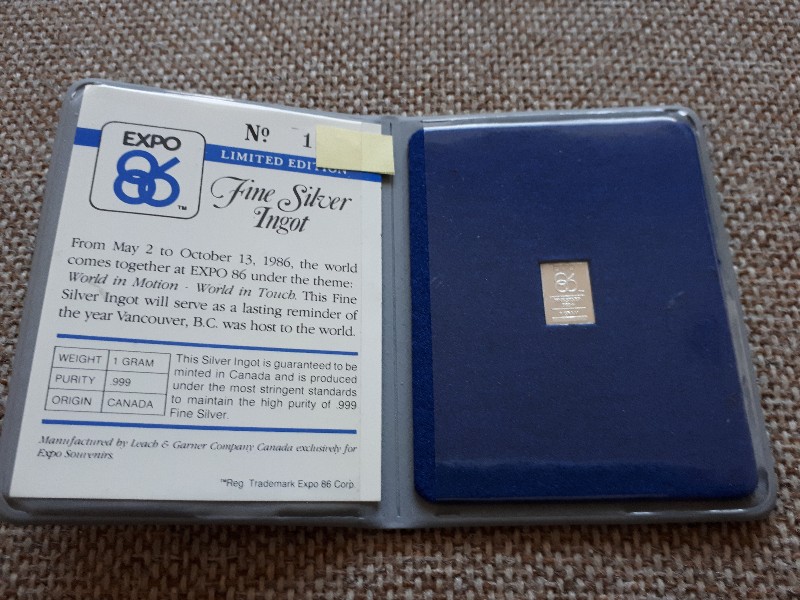 EXPO
86
™
Nº 1
LIMITED EDITION
Fine Silver
Ingot
From May 2 to October 13, 1986, the world
comes together at EXPO 86 under the theme:
World in Motion - World in Touch. This Fine
Silver Ingot will serve as a lasting reminder of
the year Vancouver, B.C. was host to the world.
WEIGHT 1 GRAM
PURITY .999
ORIGIN CANADA
This Silver Ingot is guaranteed to be
minted in Canada and is produced
under the most stringent standards
to maintain the high purity of .999
Fine Silver.
Manufactured by Leach & Garner Company Canada exclusively for
Expo Souvenirs.
™Reg. Trademark Expo 86 Corp.
86